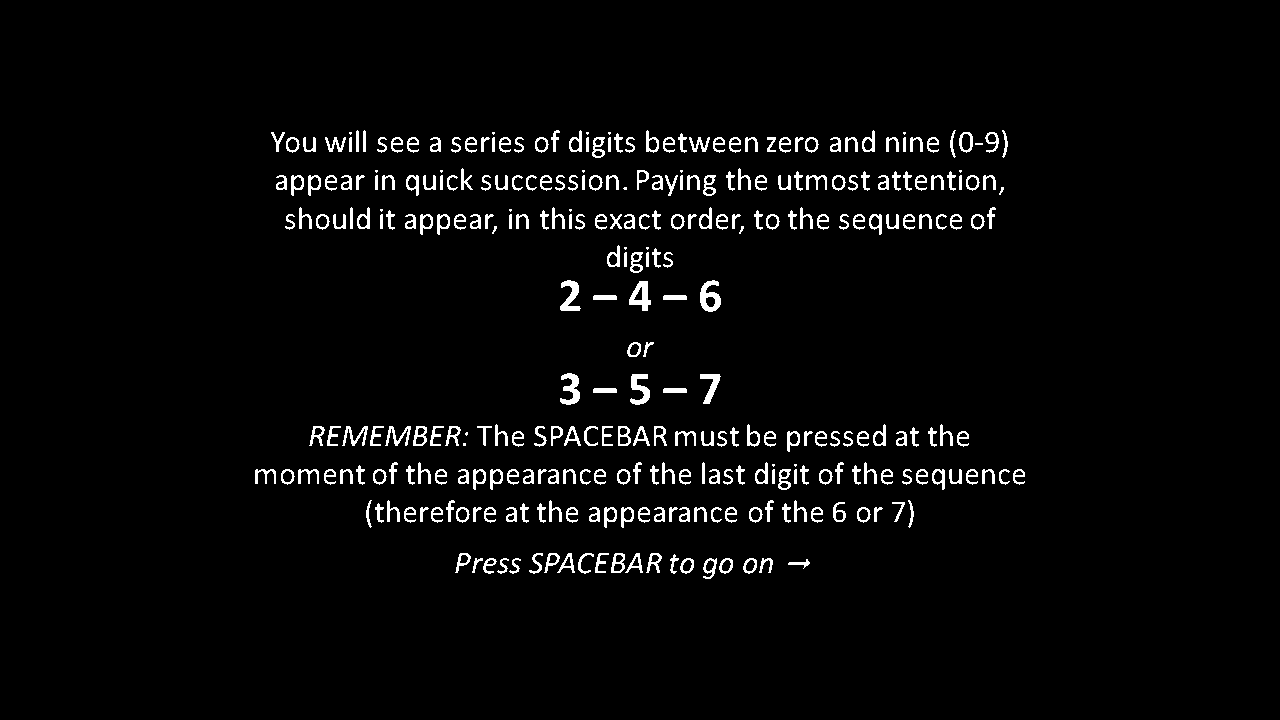 You will see a series of digits between zero and nine (0-9)
appear in quick succession. Paying the utmost attention,
should it appear, in this exact order, to the sequence of
digits
2 – 4 – 6
or
3 – 5 – 7
REMEMBER: The SPACEBAR must be pressed at the
moment of the appearance of the last digit of the sequence
(therefore at the appearance of the 6 or 7)
Press SPACEBAR to go on →